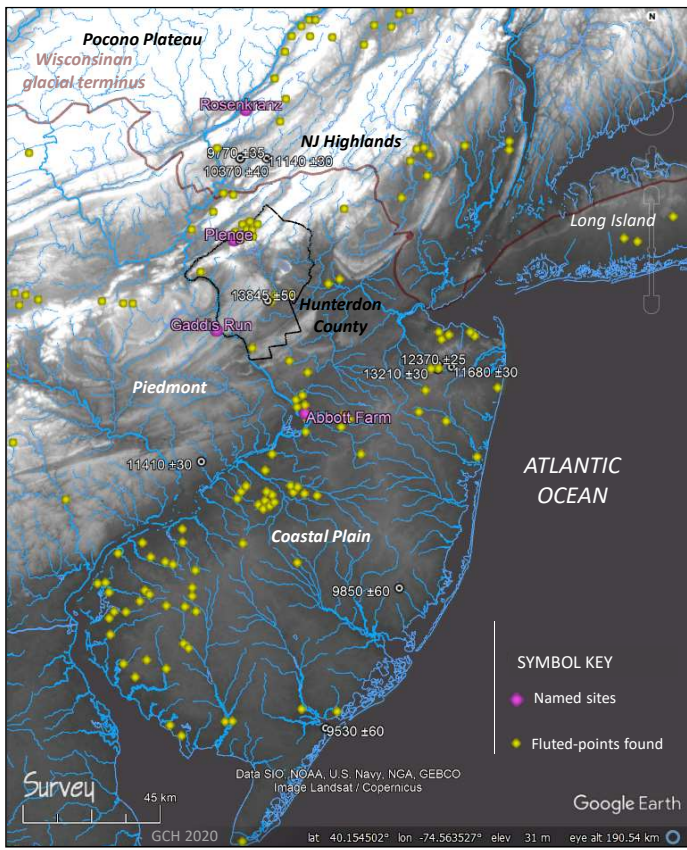 N
Pocono Plateau
Wisconsinan
glacial terminus
Rosenkranz
NJ Highlands
9770 ±35
11140 ±30
10370 ±40
Long Island
Plenge
13845 ±50
Hunterdon
County
Gaddis Run
12370 ±25
13210 ±30
11680 ±30
Piedmont
Abbott Farm
11410 ±30
ATLANTIC
OCEAN
Coastal Plain
9850 ±60
SYMBOL KEY
Named sites
9530 ±60
Fluted-points found
Data SIO, NOAA, U.S. Navy, NGA, GEBCO
Image Landsat / Copernicus
Survey
45 km
Google Earth
GCH 2020
lat 40.154502° lon -74.563527° elev 31 m eye alt 190.54 km